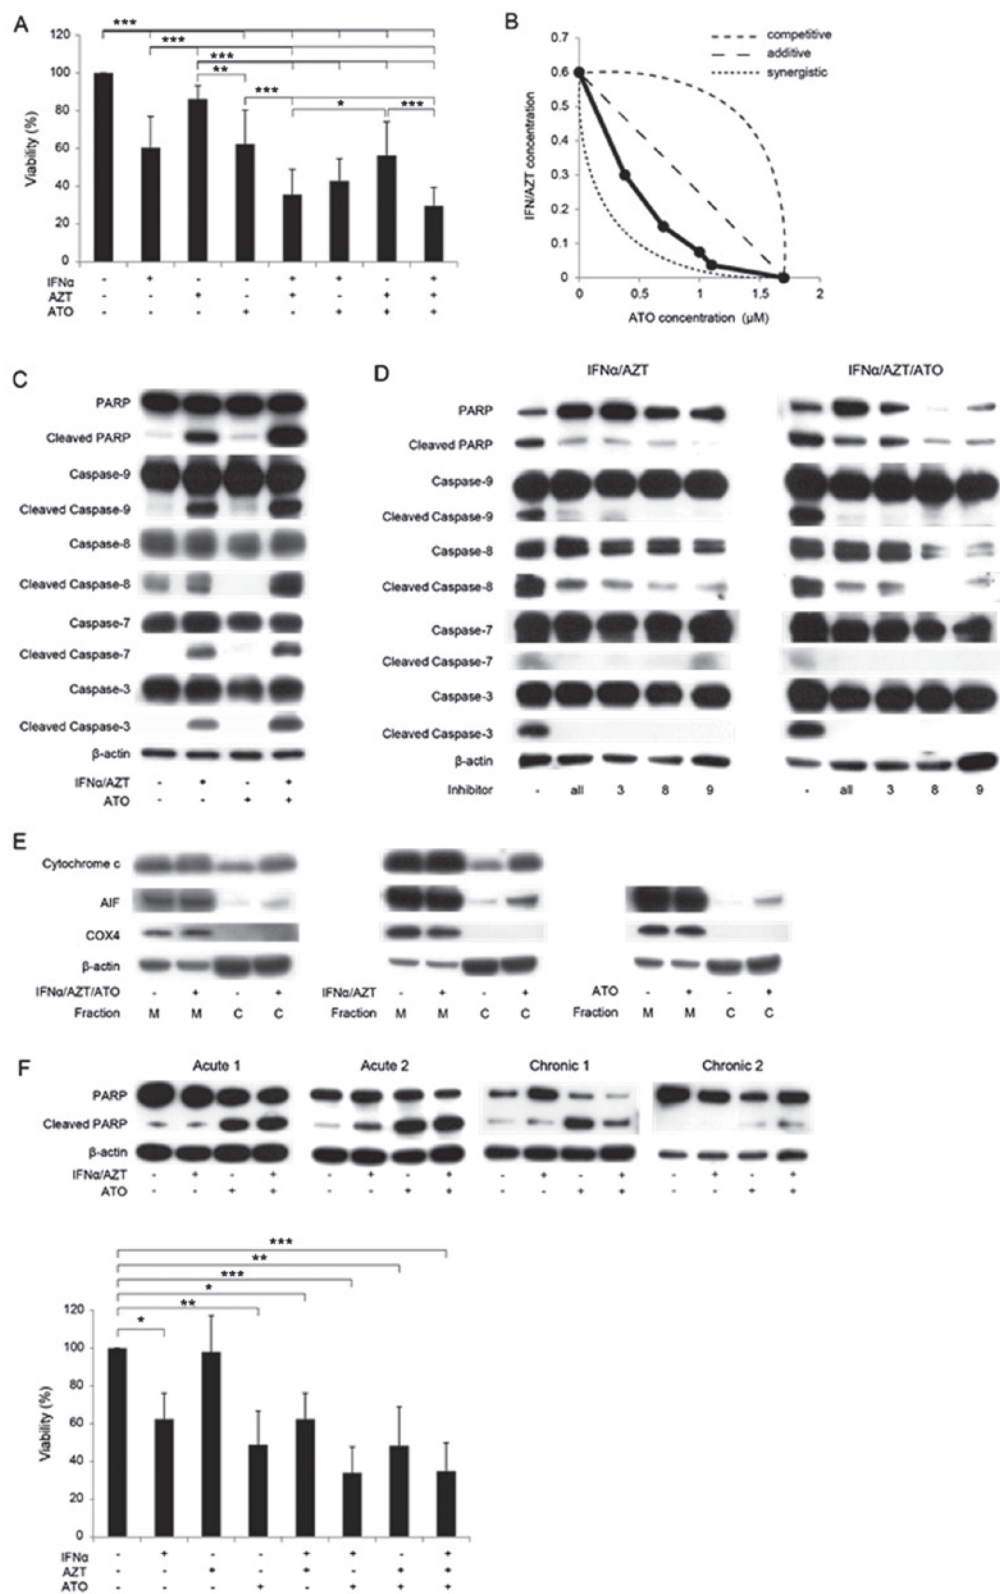 A
***
***
***
**
***
*
***
120
100
80
60
40
20
0
Viability (%)
IFNα - + - - + + - +
AZT - - + - + - + +
ATO - - - + - + + +
B
competitive
additive
synergistic
0.7
0.6
0.5
0.4
0.3
0.2
0.1
0
IFN/AZT concentration
0 0.5 1 1.5 2
ATO concentration (µM)
C
PARP
Cleaved PARP
Caspase-9
Cleaved Caspase-9
Caspase-8
Cleaved Caspase-8
Caspase-7
Cleaved Caspase-7
Caspase-3
Cleaved Caspase-3
β-actin
IFNα/AZT - + - +
ATO - - + +
D
IFNα/AZT IFNα/AZT/ATO
PARP
Cleaved PARP
Caspase-9
Cleaved Caspase-9
Caspase-8
Cleaved Caspase-8
Caspase-7
Cleaved Caspase-7
Caspase-3
Cleaved Caspase-3
β-actin
Inhibitor - all 3 8 9 - all 3 8 9
E
Cytochrome c
AIF
COX4
β-actin
IFNα/AZT/ATO - + - + IFNα/AZT - + - + ATO - + - +
Fraction M M C C Fraction M M C C Fraction M M C C
F
Acute 1 Acute 2 Chronic 1 Chronic 2
PARP
Cleaved PARP
β-actin
IFNα/AZT - + - + - + - + - + - + - + - +
ATO - - + + - - + + - - + + - - + +
***
**
***
*
**
*
120
100
80
60
40
20
0
Viability (%)
IFNα - + - - + + - +
AZT - - + - + - + +
ATO - - - + - + + +